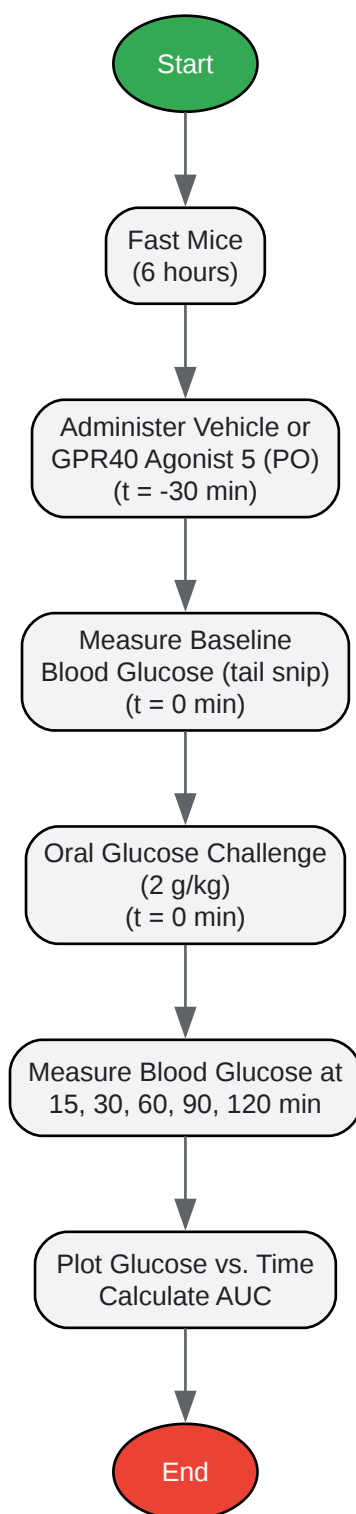 Start
Fast Mice
(6 hours)
Administer Vehicle or
GPR40 Agonist 5 (PO)
(t = -30 min)
Measure Baseline
Blood Glucose (tail snip)
(t = 0 min)
Oral Glucose Challenge
(2 g/kg)
(t = 0 min)
Measure Blood Glucose at
15, 30, 60, 90, 120 min
Plot Glucose vs. Time
Calculate AUC
End